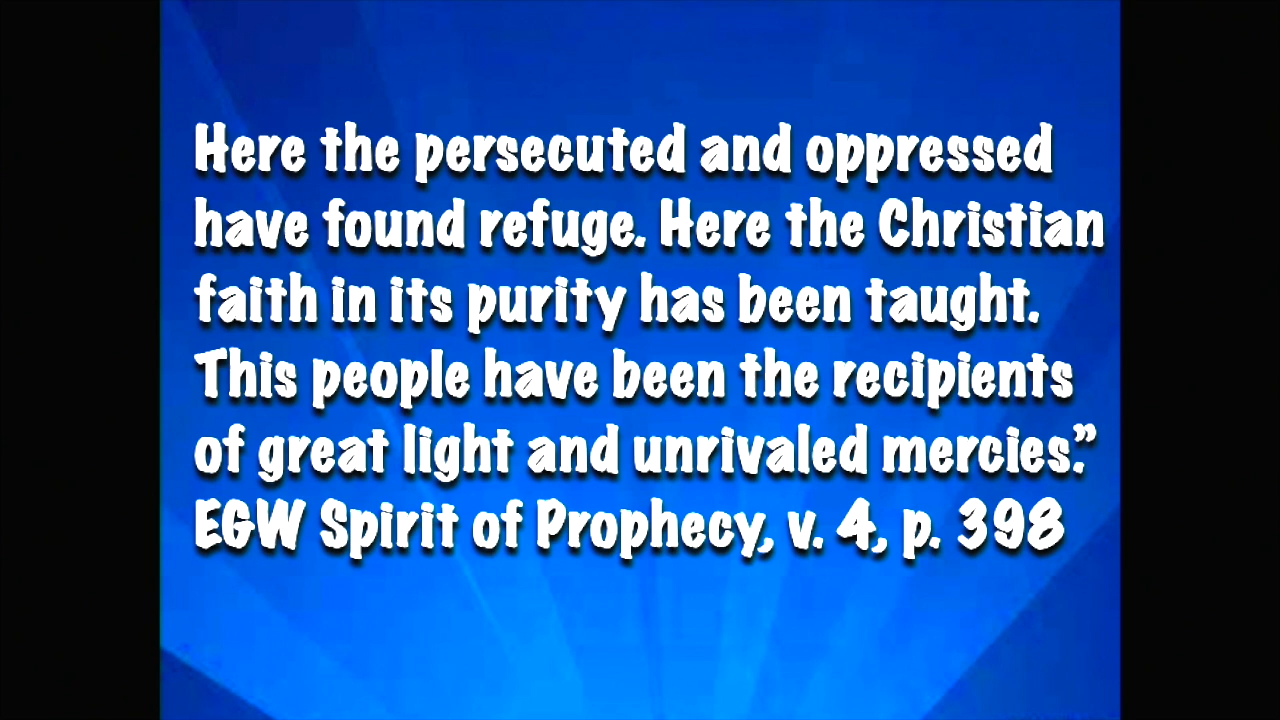 Here the persecuted and oppressed
have found refuge. Here the Christian
faith in its purity has been taught.
This people have been the recipients
of great light and unrivaled mercies.”
EGW Spirit of Prophecy, v. 4, p. 398